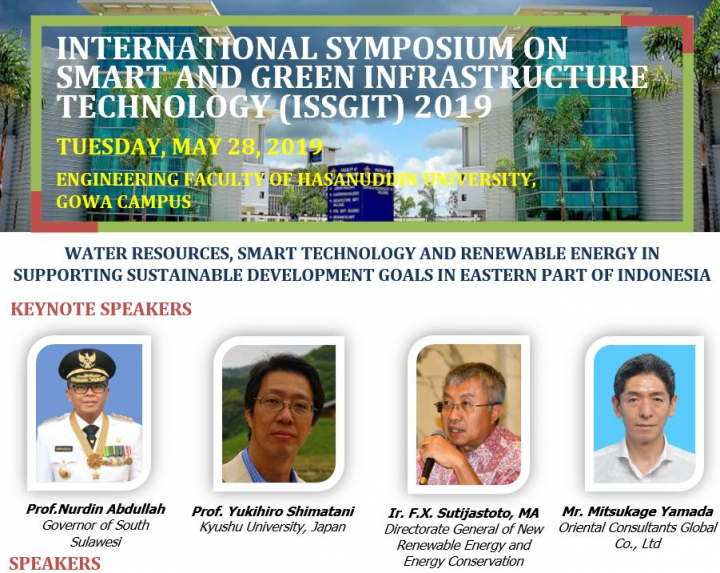 INTERNATIONAL SYMPOSIUM ON
SMART AND GREEN INFRASTRUCTURE
TECHNOLOGY (ISSGIT) 2019
TUESDAY, MAY 28, 2019
ENGINEERING FACULTY OF HASANUDDIN UNIVERSITY,
GOWA CAMPUS
WATER RESOURCES, SMART TECHNOLOGY AND RENEWABLE ENERGY IN
SUPPORTING SUSTAINABLE DEVELOPMENT GOALS IN EASTERN PART OF INDONESIA
KEYNOTE SPEAKERS
Prof.Nurdin Abdullah
Governor of South
Sulawesi
Prof. Yukihiro Shimatani
Kyushu University, Japan
Ir. F.X. Sutijastoto, MA
Directorate General of New
Renewable Energy and
Energy Conservation
Mr. Mitsukage Yamada
Oriental Consultants Global
Co., Ltd
SPEAKERS